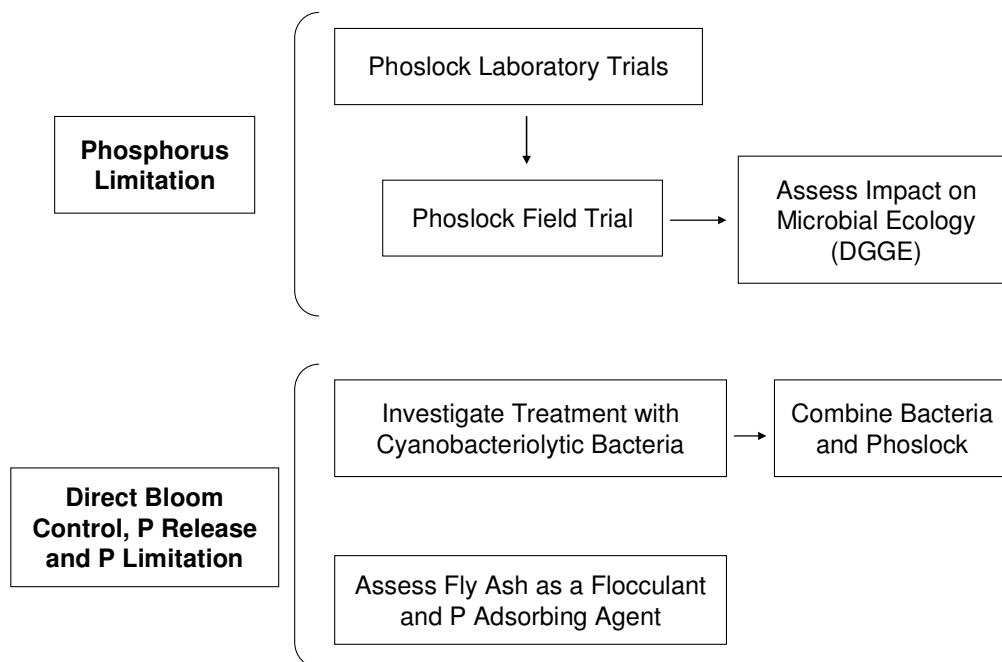 Phosphorus
Limitation
Phoslock Laboratory Trials
Phoslock Field Trial
Assess Impact on
Microbial Ecology
(DGGE)
Direct Bloom
Control, P Release
and P Limitation
Investigate Treatment with
Cyanobacteriolytic Bacteria
Combine Bacteria
and Phoslock
Assess Fly Ash as a Flocculant
and P Adsorbing Agent